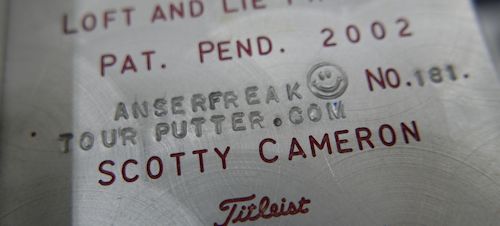 LOFT AND LIE
PAT. PEND. 2002
ANSERFREAK NO.181.
TOUR PUTTER.COM
SCOTTY CAMERON
Titleist